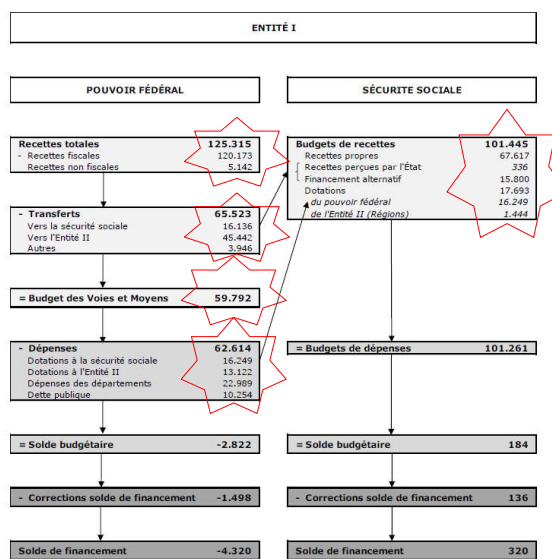 ENTITÉ I
POUVOIR FÉDÉRAL
Recettes totales 125.315
- Recettes fiscales 120.173
Recettes non fiscales 5.142
- Transferts 65.523
Vers la sécurité sociale 16.136
Vers l'Entité II 45.442
Autres 3.946
= Budget des Voies et Moyens 59.792
- Dépenses 62.614
Dotations à la sécurité sociale 16.249
Dotations à l'Entité II 13.122
Dépenses des départements 22.989
Dette publique 10.254
= Solde budgétaire -2.822
- Corrections solde de financement -1.498
Solde de financement -4.320
SÉCURITE SOCIALE
Budgets de recettes 101.445
Recettes propres 67.617
Recettes perçues par l'État 336
Financement alternatif 15.800
Dotations 17.693
du pouvoir fédéral 16.249
de l'Entité II (Régions) 1.444
= Budgets de dépenses 101.261
= Solde budgétaire 184
- Corrections solde de financement 136
Solde de financement 320